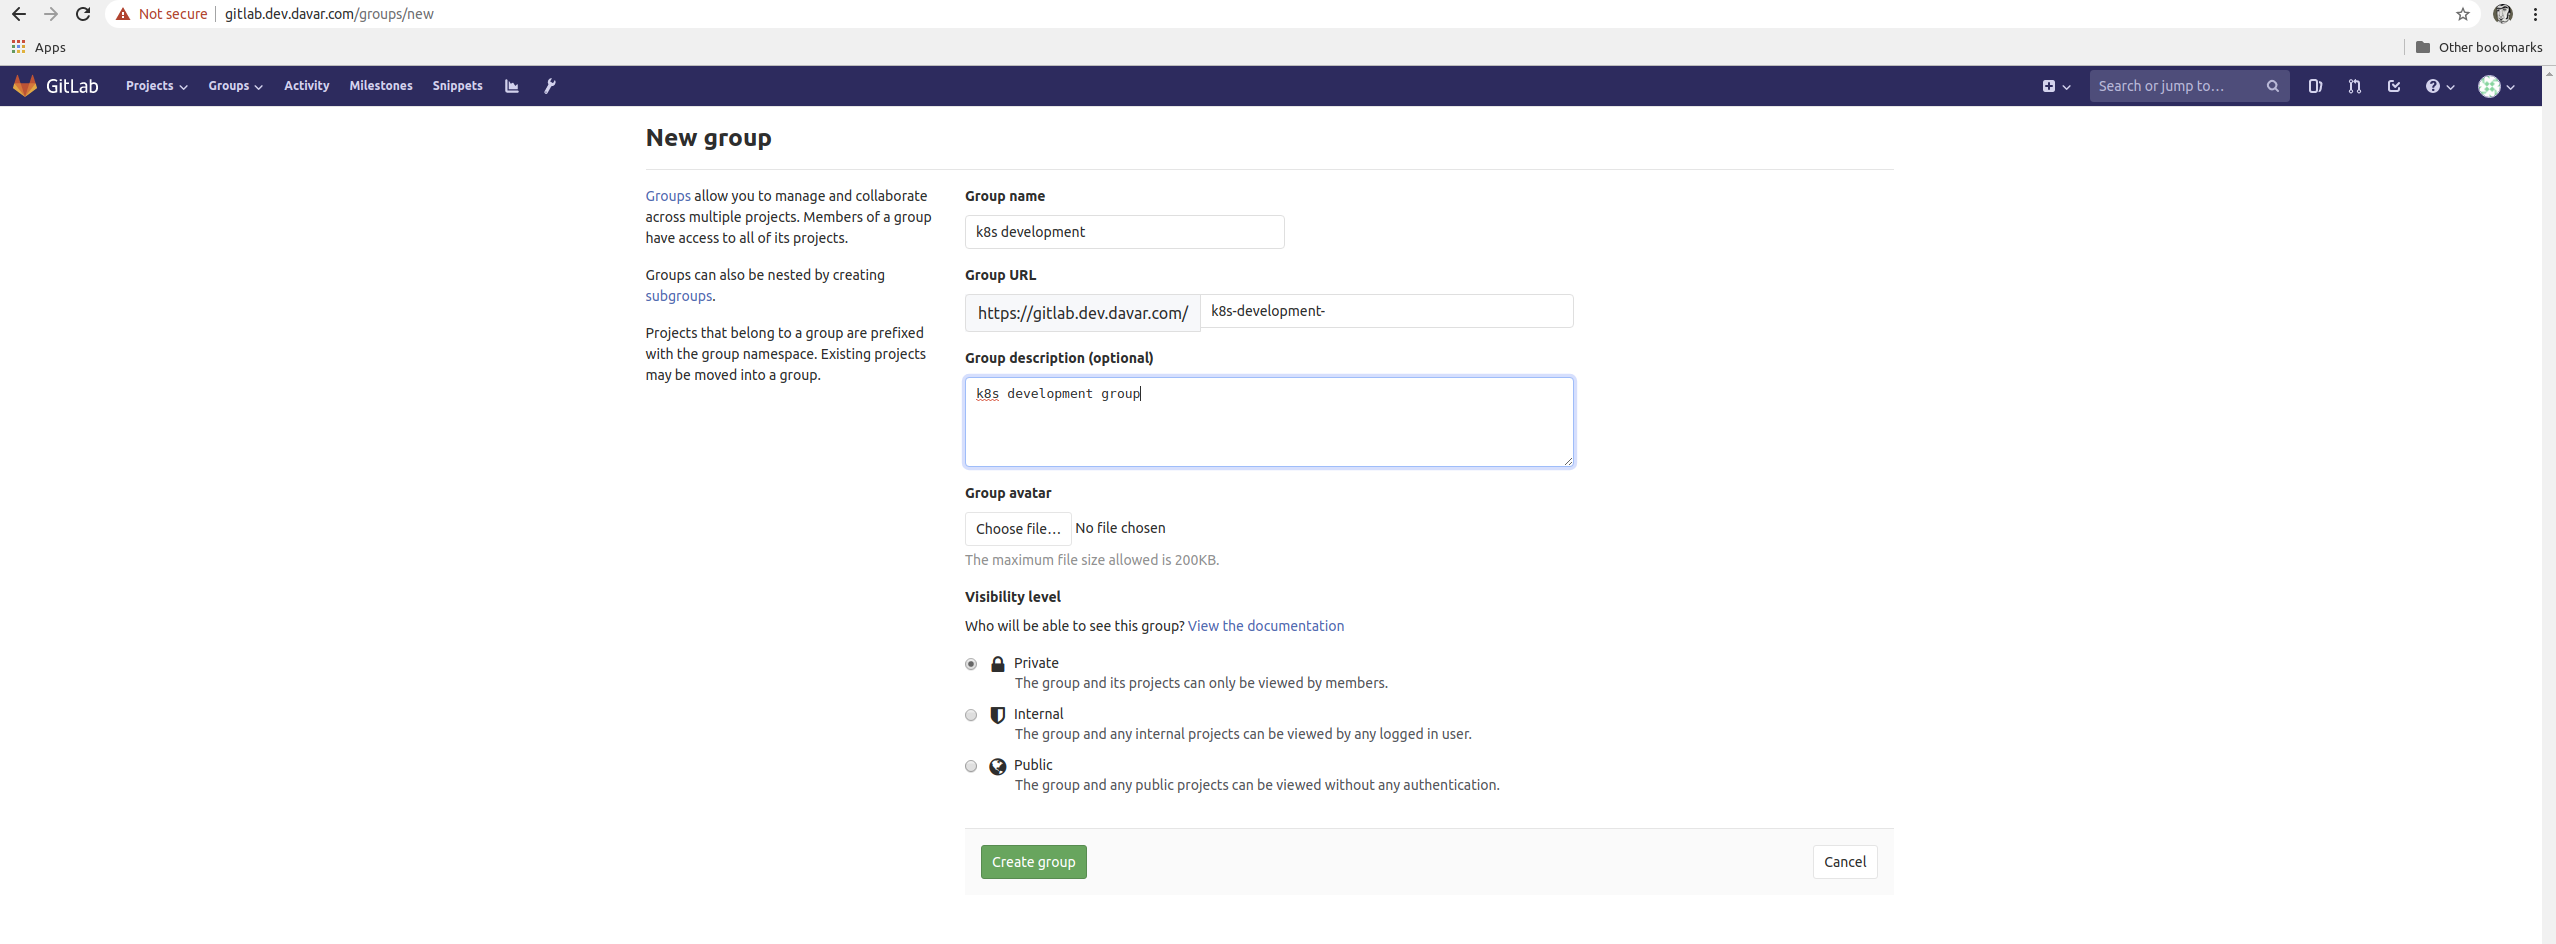 Not secure | gitlab.dev.davar.com/groups/new
Apps
Other bookmarks
GitLab Projects Groups Activity Milestones Snippets Search or jump to…
New group
Groups allow you to manage and collaborate
across multiple projects. Members of a group
have access to all of its projects.
Groups can also be nested by creating
subgroups.
Projects that belong to a group are prefixed
with the group namespace. Existing projects
may be moved into a group.
Group name
k8s development
Group URL
https://gitlab.dev.davar.com/ k8s-development-
Group description (optional)
k8s development group
Group avatar
Choose file… No file chosen
The maximum file size allowed is 200KB.
Visibility level
Who will be able to see this group? View the documentation
Private
The group and its projects can only be viewed by members.
Internal
The group and any internal projects can be viewed by any logged in user.
Public
The group and any public projects can be viewed without any authentication.
Create group Cancel